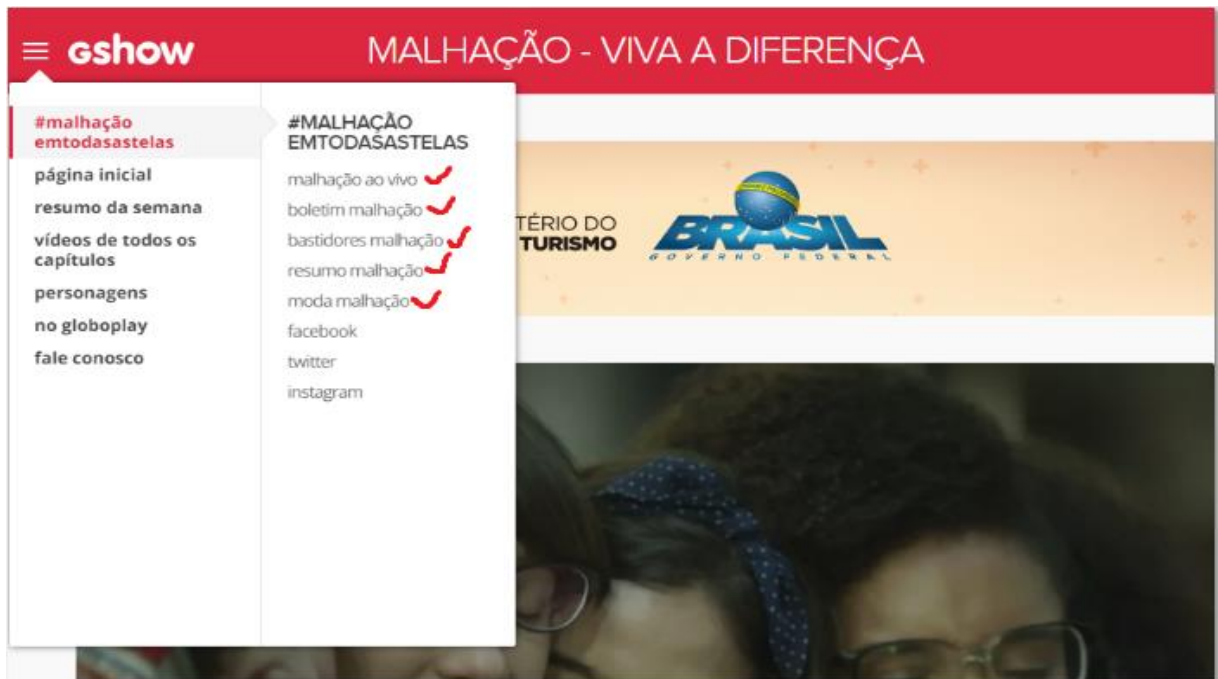 Gshow
MALHAÇÃO - VIVA A DIFERENÇA
#malhação
emtodasastelas
página inicial
resumo da semana
vídeos de todos os
capítulos
personagens
no globoplay
fale conosco
#MALHAÇÃO
EMTODASASTELAS
malhação ao vivo
boletim malhação
bastidores malhação
resumo malhação
moda malhação
facebook
twitter
instagram
TÉRIO DO
TURISMO
BRASIL
GOVERNO FEDERAL